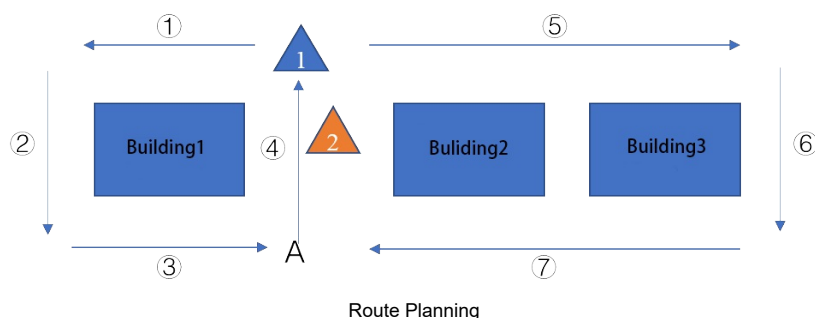 ① ⑤
1
② Building1 ④ 2 Buliding2 Building3 ⑥
A
③ ⑦
Route Planning